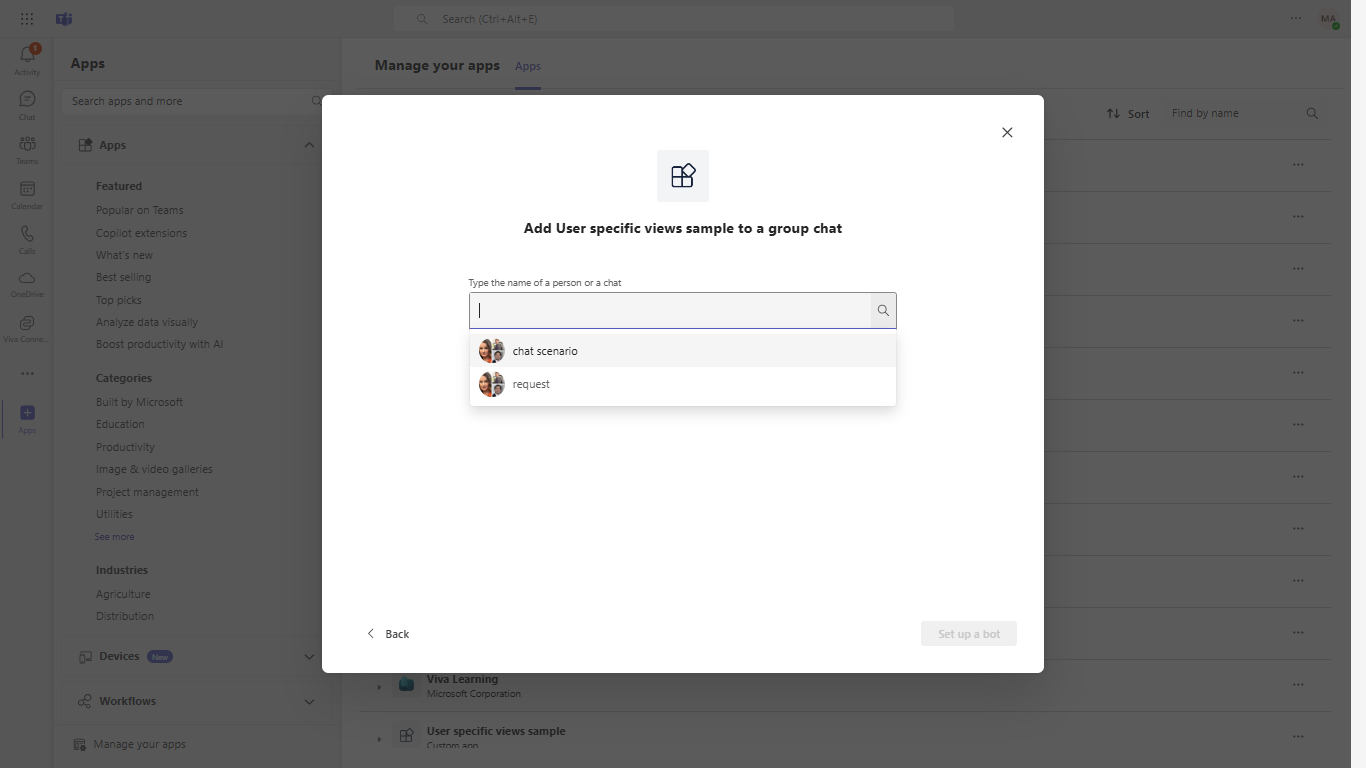 Search (Ctrl+Alt+E)
MA
1
Activity
Chat
Teams
Calendar
Calls
OneDrive
Viva Conne...
Apps
Apps
Search apps and more
Apps
Featured
Popular on Teams
Copilot extensions
What's new
Best selling
Top picks
Analyze data visually
Boost productivity with AI
Categories
Built by Microsoft
Education
Productivity
Image & video galleries
Project management
Utilities
See more
Industries
Agriculture
Distribution
Devices New
Workflows
Manage your apps
Manage your apps Apps
Sort Find by name
Add User specific views sample to a group chat
Type the name of a person or a chat
chat scenario
request
Back
Set up a bot
Viva Learning
Microsoft Corporation
User specific views sample
Custom app